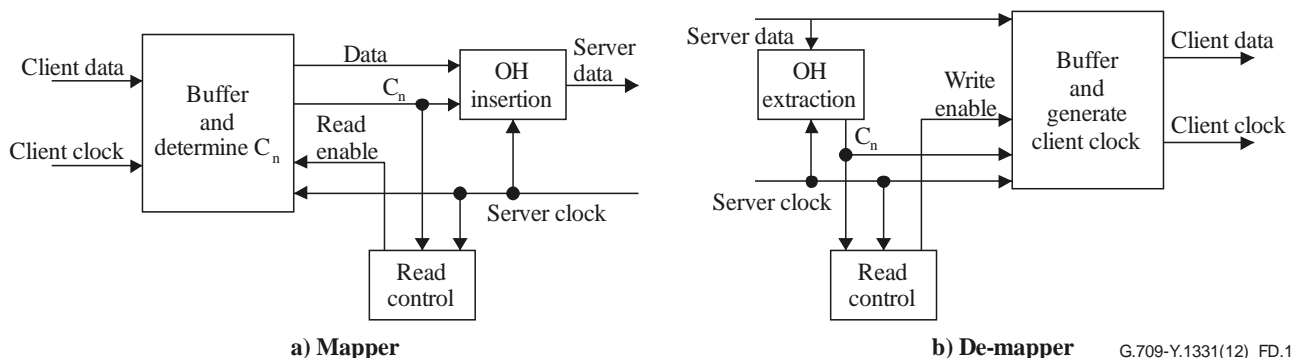 Client data
Client clock
Buffer
and
determine Cn
Data
Cn
Read
enable
OH
insertion
Server
data
Server clock
Read
control
a) Mapper
Server data
OH
extraction
Cn
Write
enable
Server clock
Read
control
Buffer
and
generate
client clock
Client data
Client clock
b) De-mapper
G.709-Y.1331(12)_FD.1